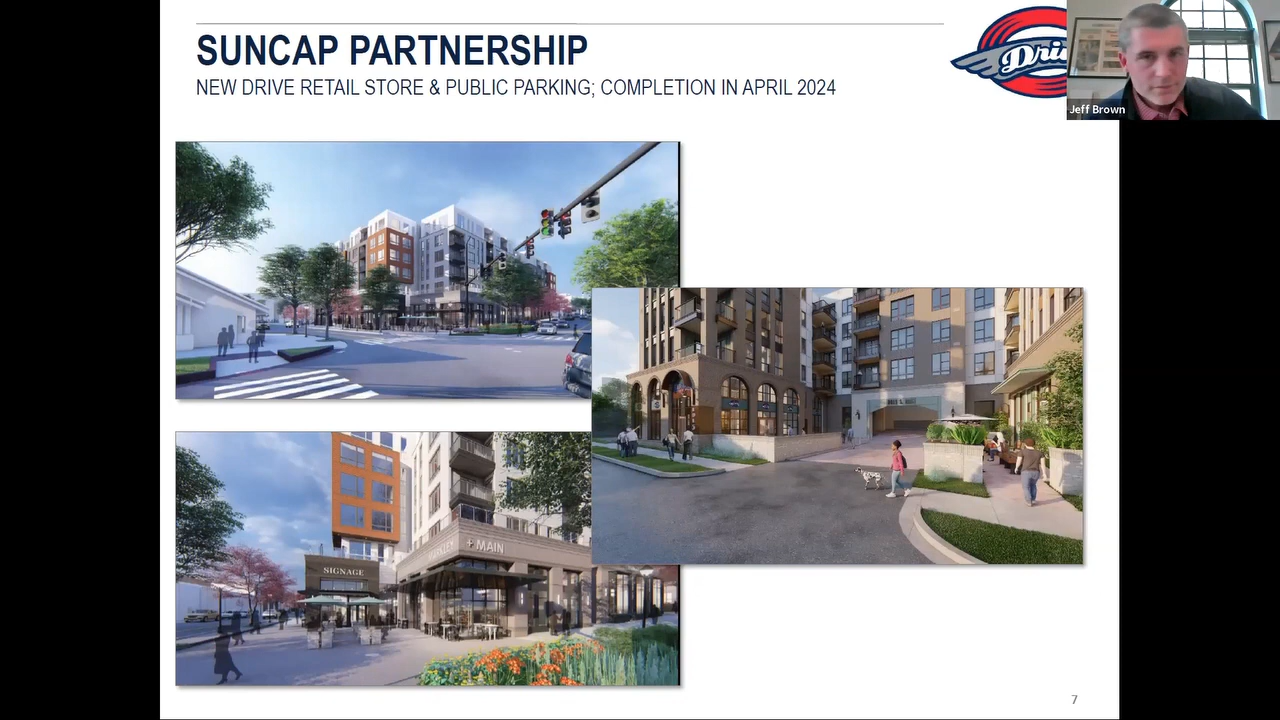 SUNCAP PARTNERSHIP
NEW DRIVE RETAIL STORE & PUBLIC PARKING; COMPLETION IN APRIL 2024
Jeff Brown
SIGNAGE
+ MAIN
7